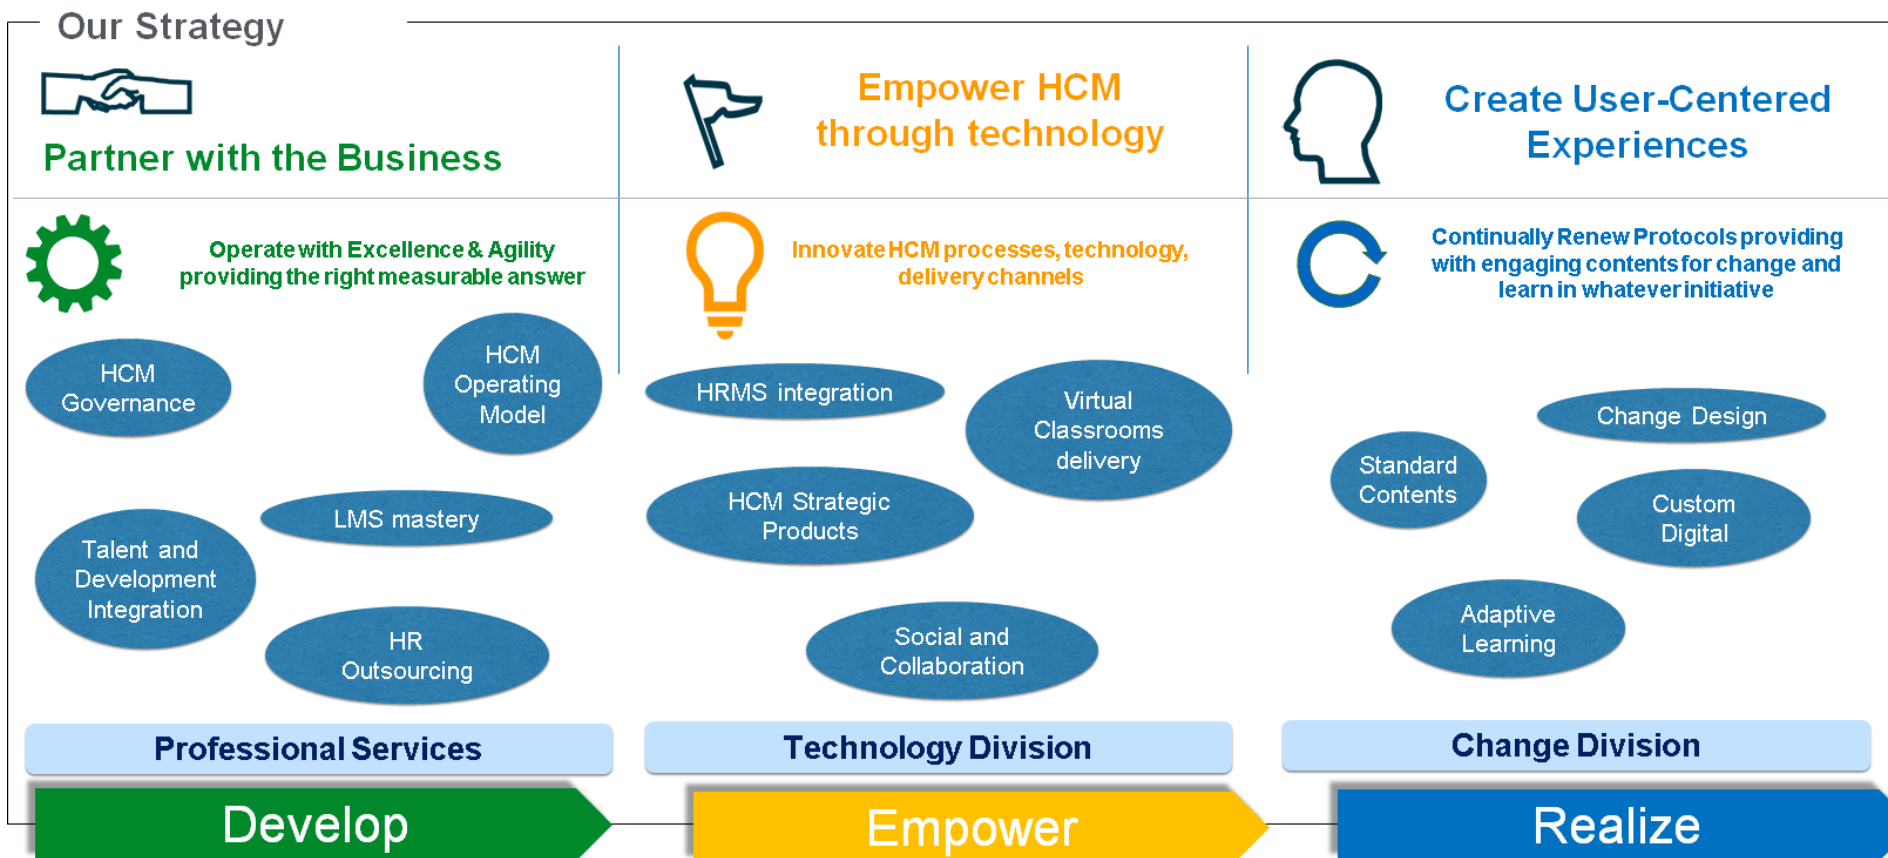 Our Strategy
Partner with the Business
Empower HCM
through technology
Create User-Centered
Experiences
Operate with Excellence & Agility
providing the right measurable answer
Innovate HCM processes, technology,
delivery channels
Continually Renew Protocols providing
with engaging contents for change and
learn in whatever initiative
HCM
Governance
HCM
Operating
Model
LMS mastery
Talent and
Development
Integration
HR
Outsourcing
HRMS integration
Virtual
Classrooms
delivery
HCM Strategic
Products
Social and
Collaboration
Change Design
Standard
Contents
Custom
Digital
Adaptive
Learning
Professional Services
Technology Division
Change Division
Develop
Empower
Realize